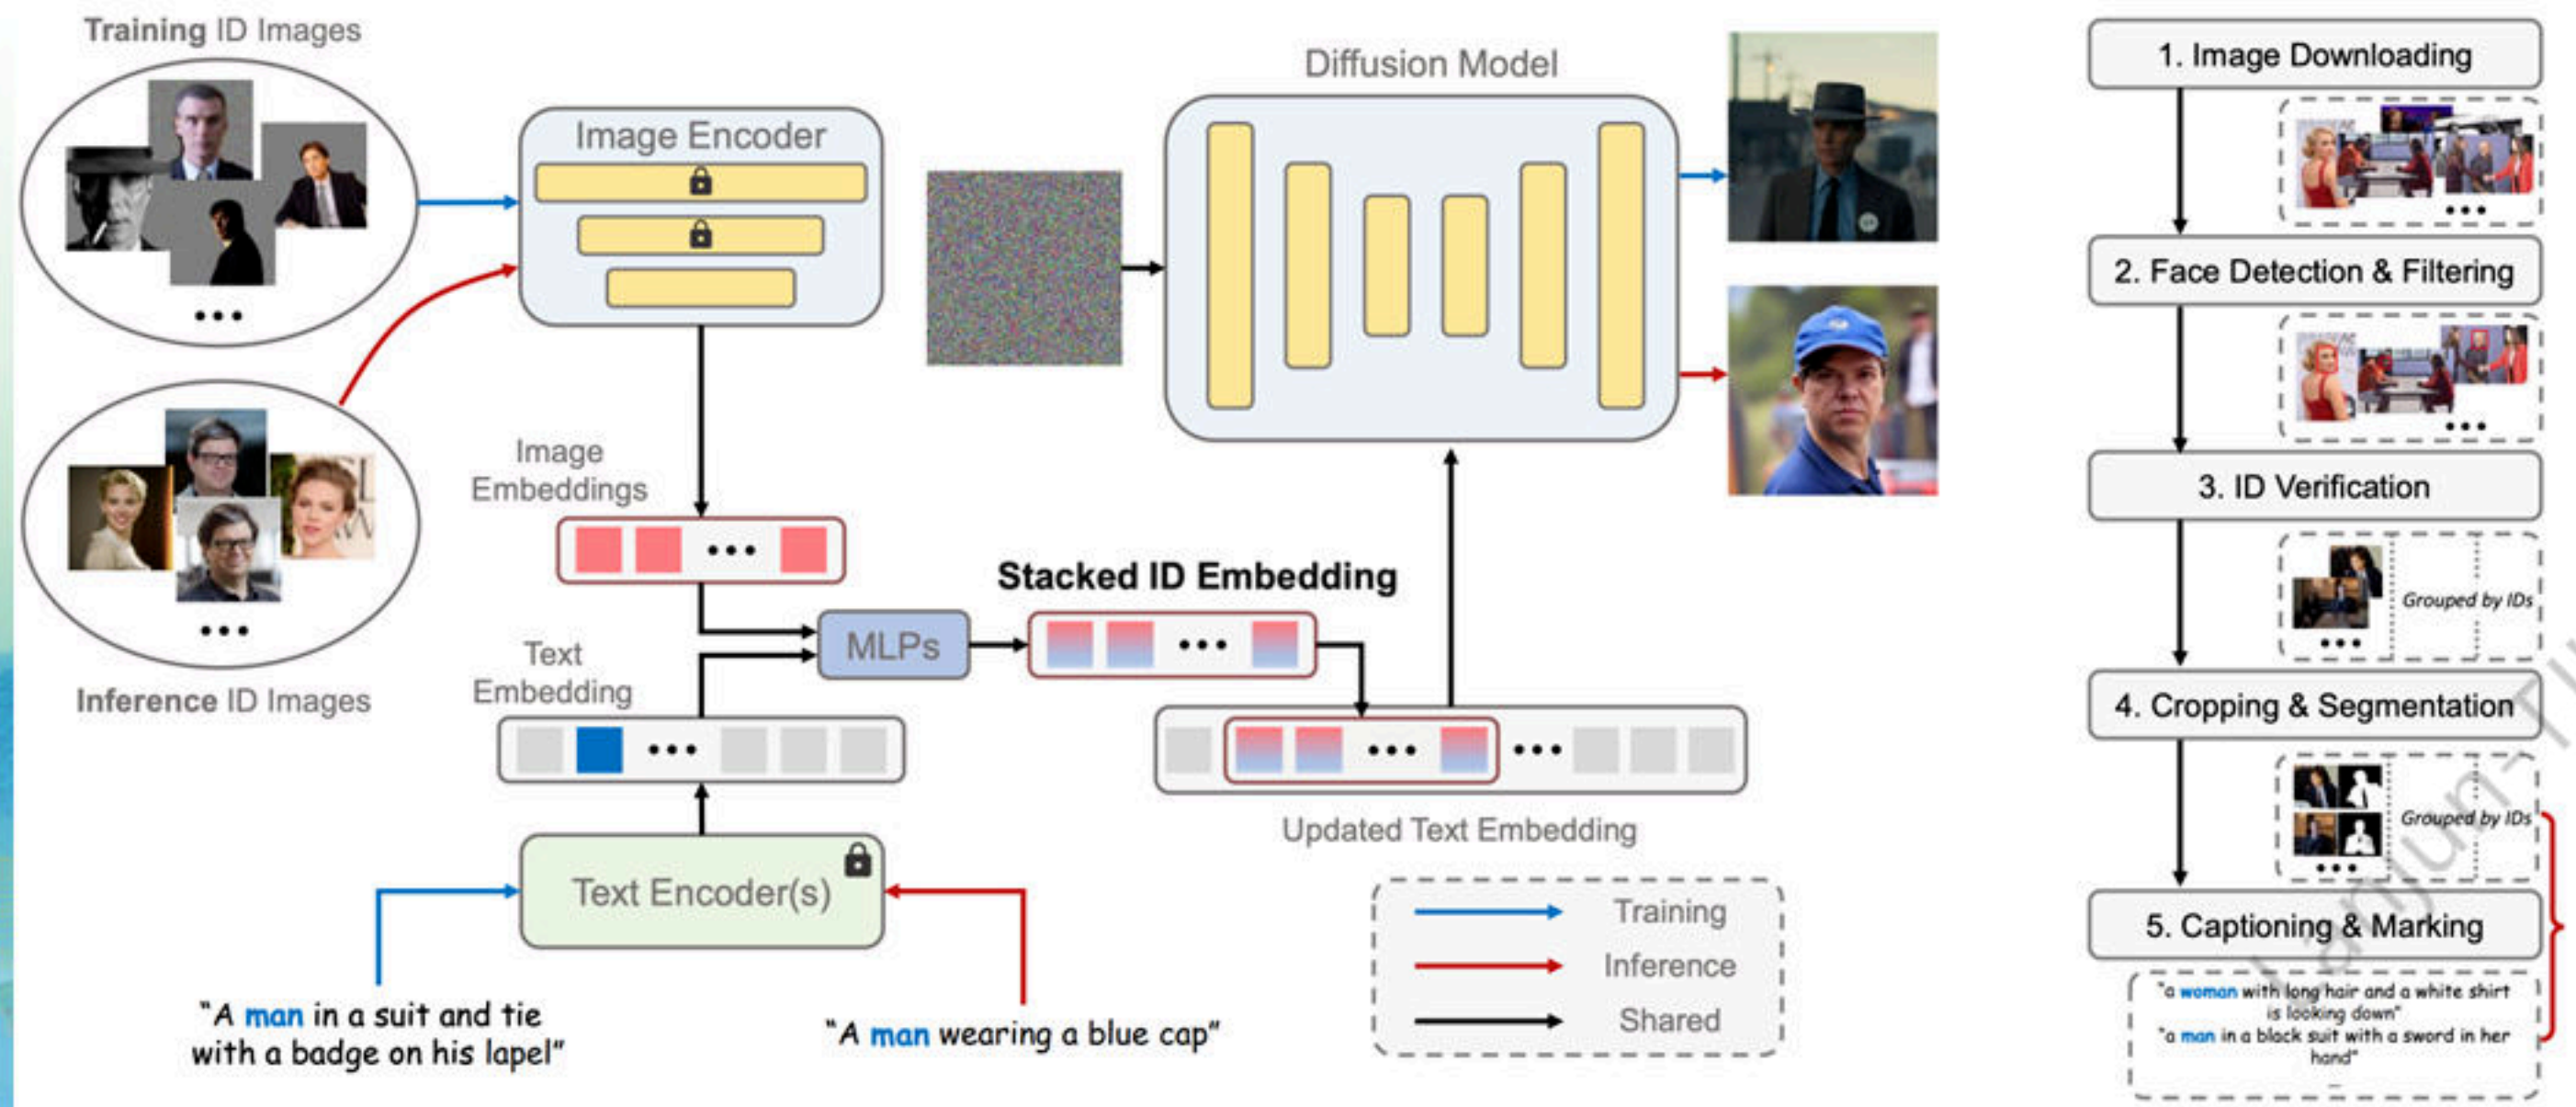 Training ID Images
Image Encoder
Diffusion Model
Inference ID Images
Image
Embeddings
Text
Embedding
MLPs
Stacked ID Embedding
Updated Text Embedding
Text Encoder(s)
"A man in a suit and tie
with a badge on his lapel"
"A man wearing a blue cap"
Training
Inference
Shared
1. Image Downloading
2. Face Detection & Filtering
3. ID Verification
Grouped by IDs
4. Cropping & Segmentation
Grouped by IDs
5. Captioning & Marking
"a woman with long hair and a white shirt
is looking down"
"a man in a black suit with a sword in her
hand"
...